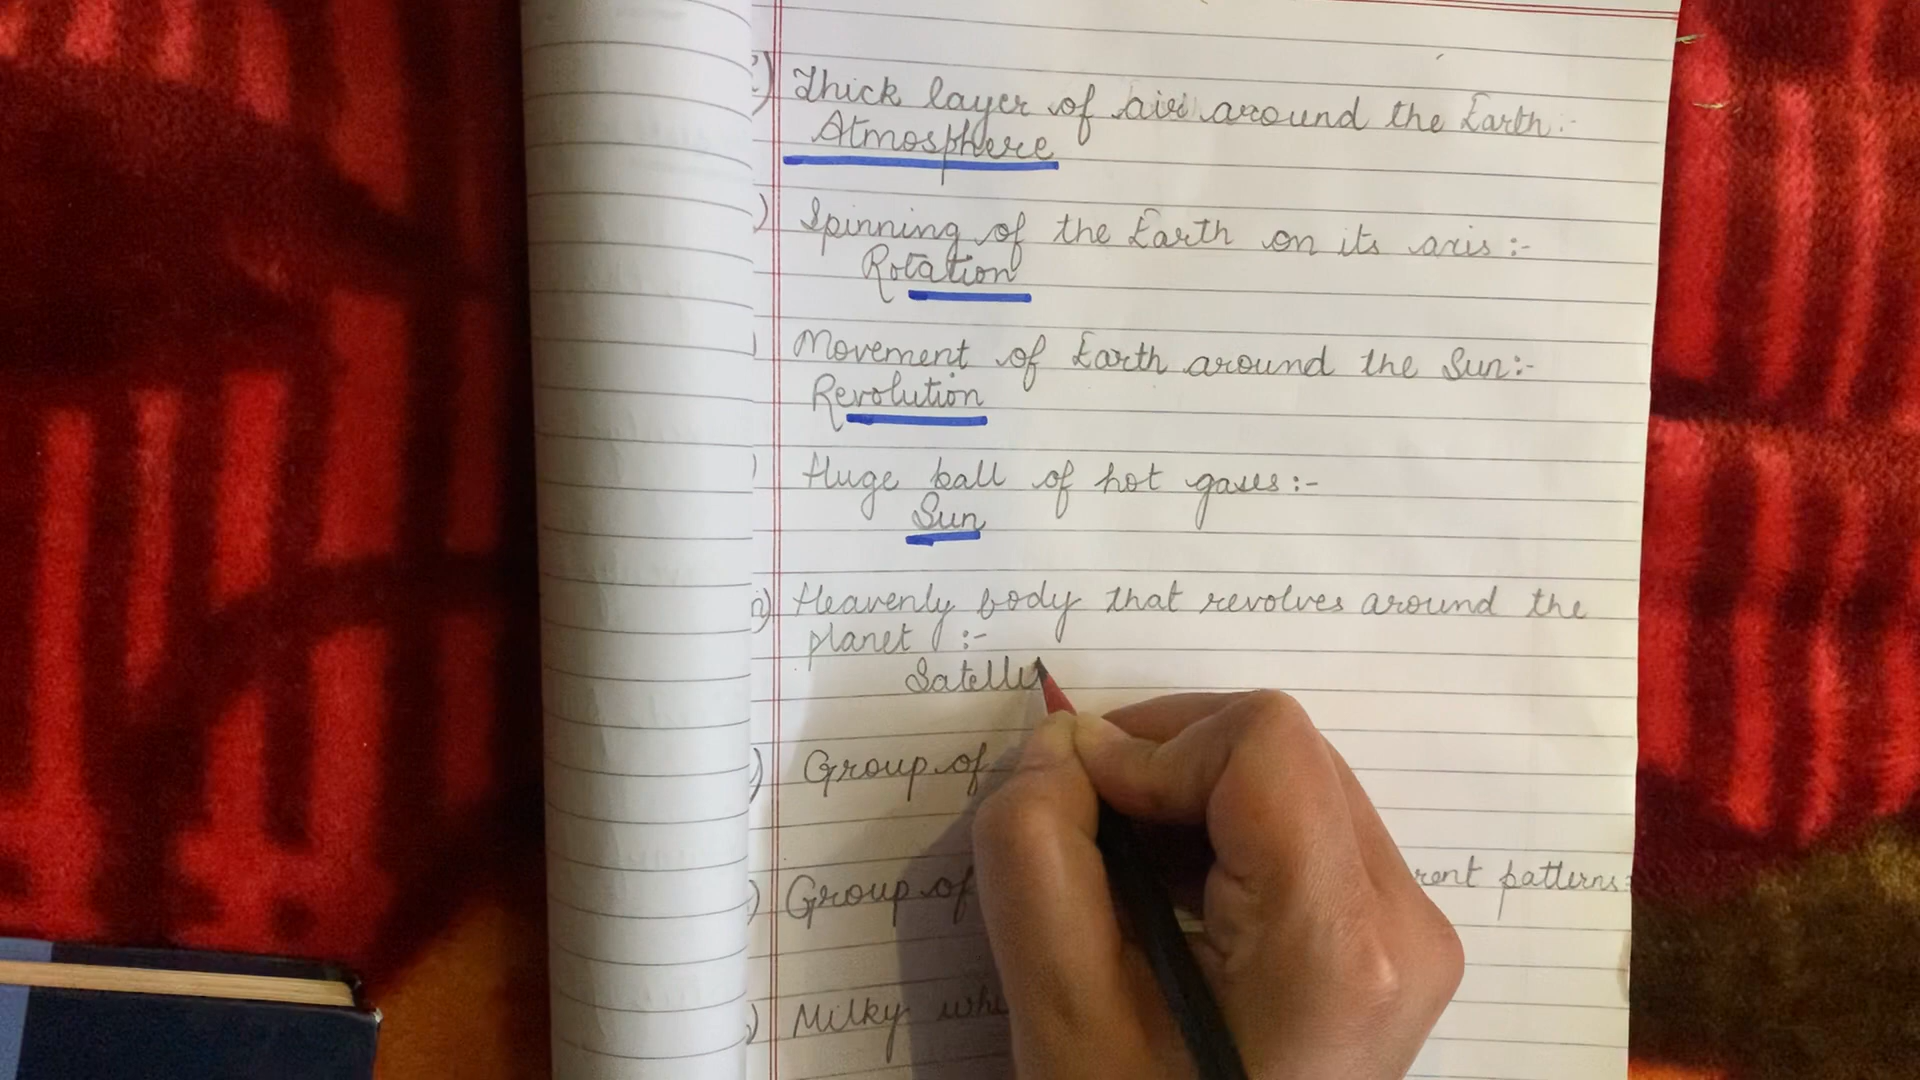 Thick layer of air around the Earth :-
Atmosphere
) Spinning of the Earth on its axis :-
Rotation
Movement of Earth around the Sun :-
Revolution
) Huge ball of hot gases :-
Sun
Heavenly body that revolves around the
planet :-
Satelli
) Group of
) Group of rent patterns :
) Milky whi